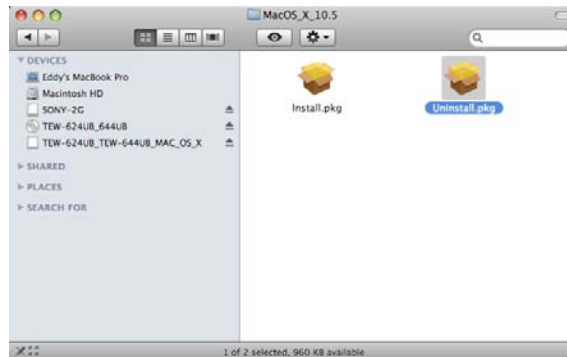 MacOS_X_10.5
DEVICES
Eddy's MacBook Pro
Macintosh HD
SONY-2G
TEW-624UB_644UB
TEW-624UB_TEW-644UB_MAC_OS_X
SHARED
PLACES
SEARCH FOR
Install.pkg
Uninstall.pkg
1 of 2 selected, 960 KB available